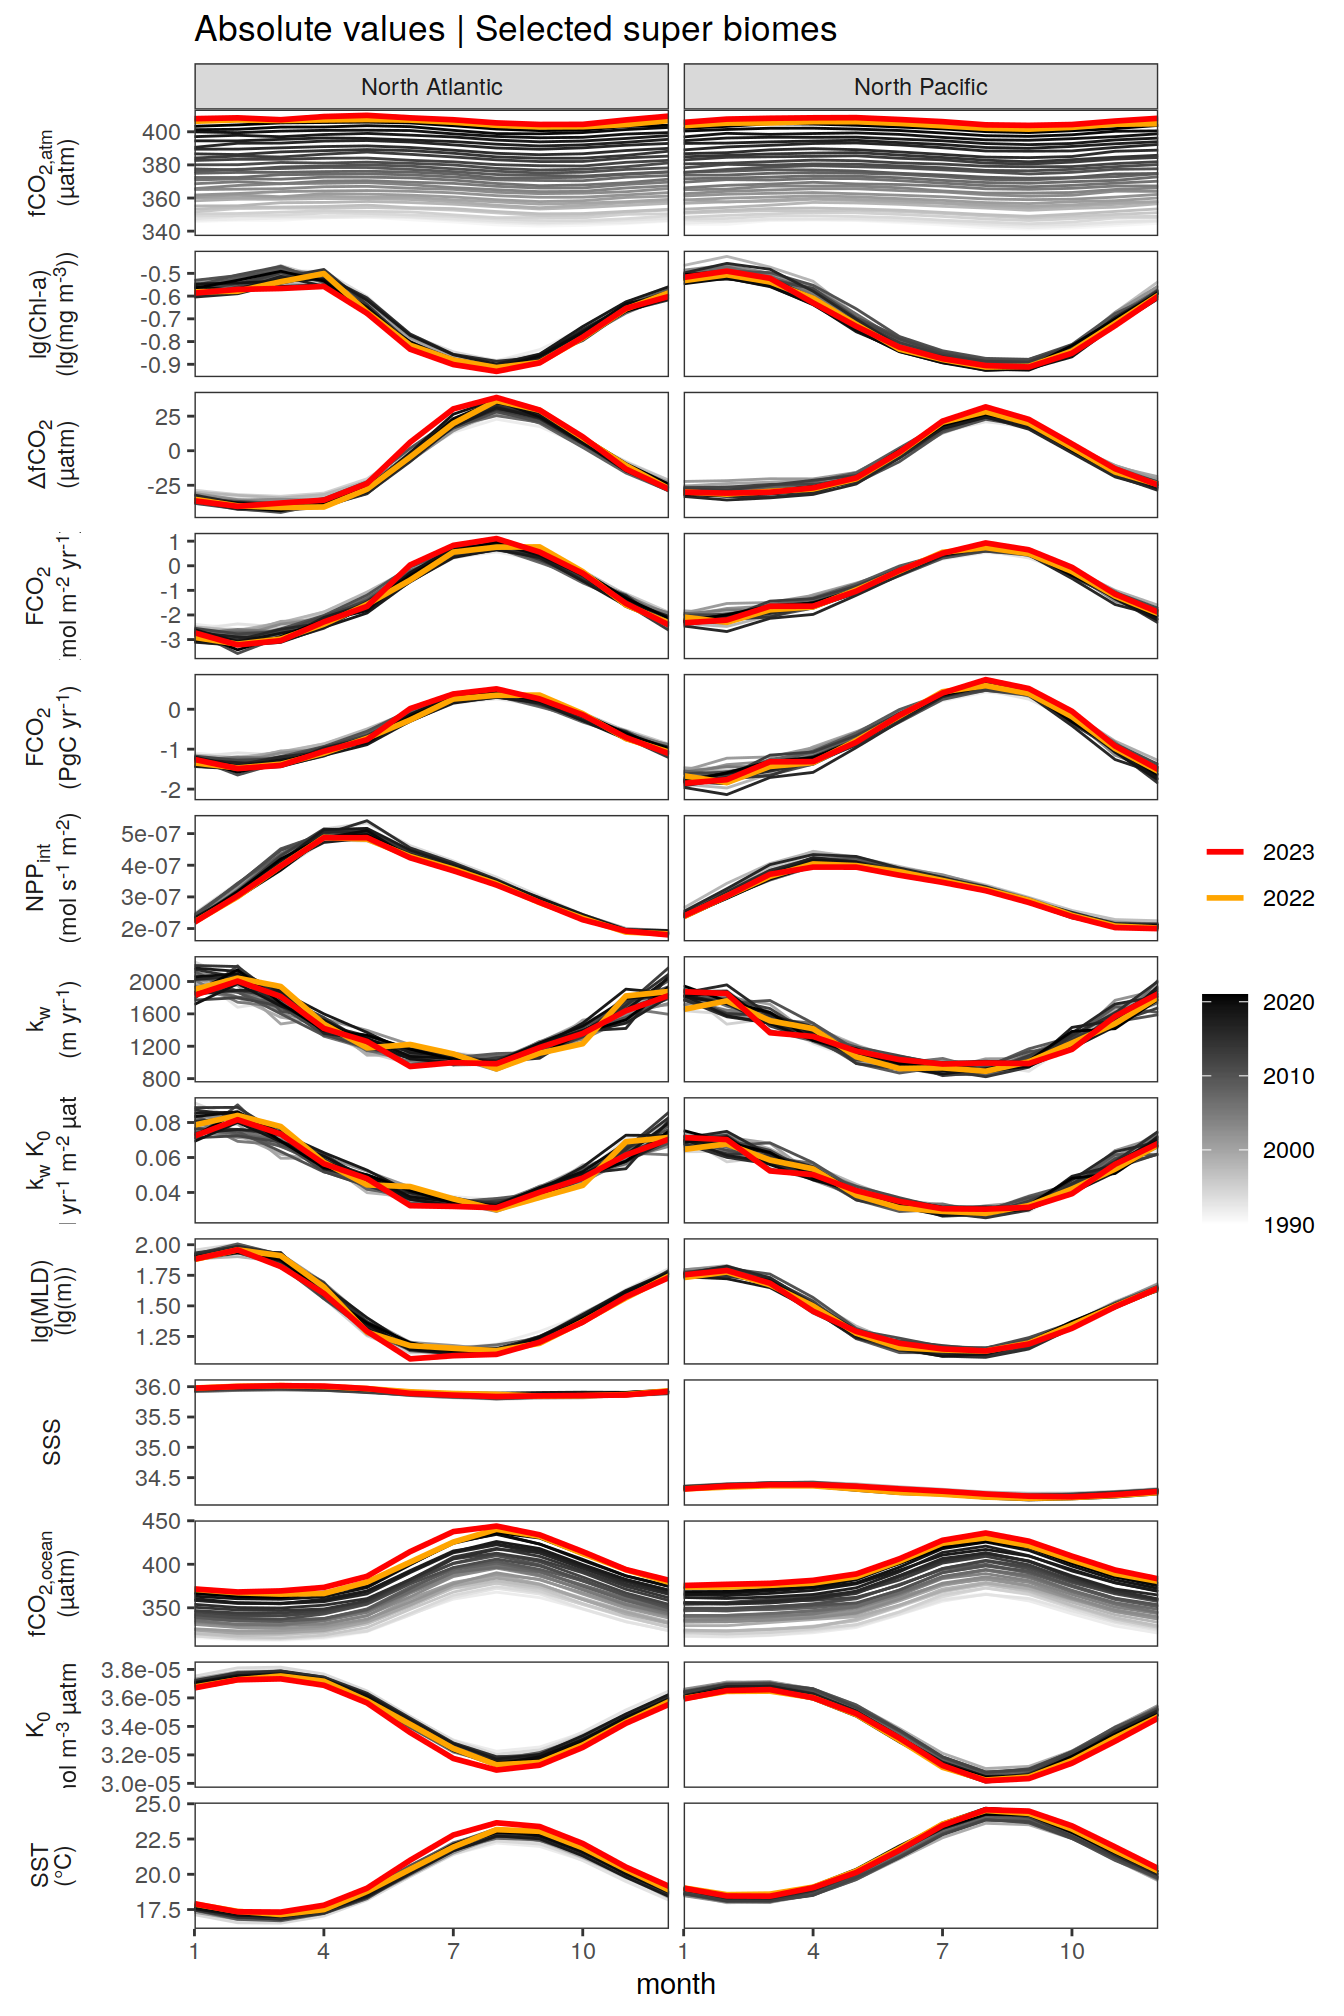 Absolute values | Selected super biomes
North Atlantic North Pacific
fCO2,atm
(µatm)
400
380
360
340
lg(Chl-a)
(lg(mg m-3))
-0.5
-0.6
-0.7
-0.8
-0.9
ΔfCO2
(µatm)
25
0
-25
FCO2
mol m-2 yr-1
1
0
-1
-2
-3
FCO2
(PgC yr-1)
0
-1
-2
NPPint
(mol s-1 m-2)
5e-07
4e-07
3e-07
2e-07
kw
(m yr-1)
2000
1600
1200
800
kw K0
yr-1 m-2 µat
0.08
0.06
0.04
lg(MLD)
(lg(m))
2.00
1.75
1.50
1.25
SSS
36.0
35.5
35.0
34.5
fCO2,ocean
(µatm)
450
400
350
K0
ol m-3 µatm
3.8e-05
3.6e-05
3.4e-05
3.2e-05
3.0e-05
SST
(°C)
25.0
22.5
20.0
17.5
1 4 7 10 1 4 7 10
month
2023
2022
2020
2010
2000
1990